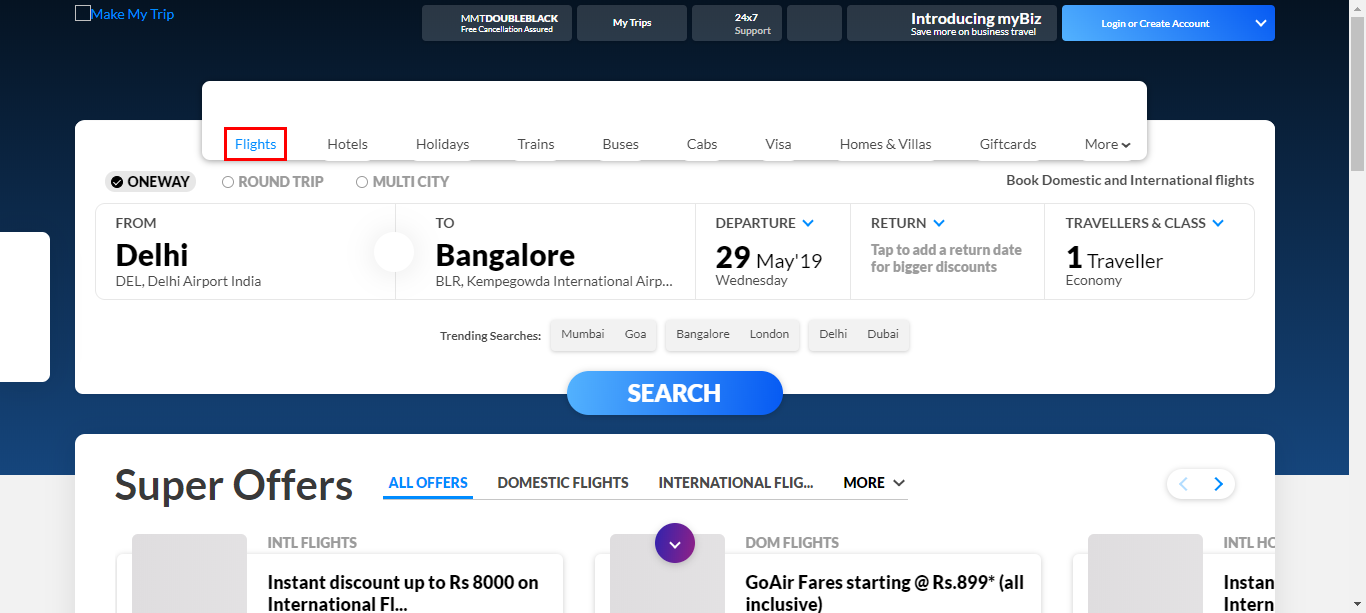 Make My Trip
MMTDOUBLEBLACK
Free Cancellation Assured
My Trips
24x7
Support
Introducing myBiz
Save more on business travel
Login or Create Account
Flights
Hotels
Holidays
Trains
Buses
Cabs
Visa
Homes & Villas
Giftcards
More
ONEWAY
ROUND TRIP
MULTI CITY
Book Domestic and International flights
FROM
Delhi
DEL, Delhi Airport India
TO
Bangalore
BLR, Kempegowda International Airp...
DEPARTURE
29 May'19
Wednesday
RETURN
Tap to add a return date
for bigger discounts
TRAVELLERS & CLASS
1 Traveller
Economy
Trending Searches:
Mumbai Goa
Bangalore London
Delhi Dubai
SEARCH
Super Offers
ALL OFFERS
DOMESTIC FLIGHTS
INTERNATIONAL FLIG...
MORE
INTL FLIGHTS
Instant discount up to Rs 8000 on
International Fl...
DOM FLIGHTS
GoAir Fares starting @ Rs.899* (all
inclusive)
INTL HO
Instan
Intern